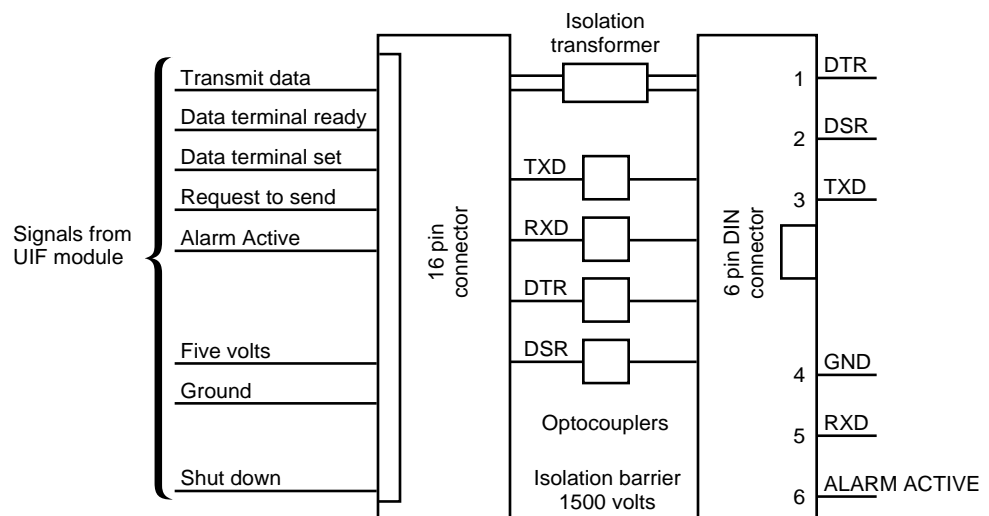 Signals from
UIF module
Transmit data
Data terminal ready
Data terminal set
Request to send
Alarm Active
Five volts
Ground
Shut down
16 pin
connector
Isolation
transformer
TXD
RXD
DTR
DSR
Optocouplers
Isolation barrier
1500 volts
6 pin DIN
connector
1 DTR
2 DSR
3 TXD
4 GND
5 RXD
6 ALARM ACTIVE